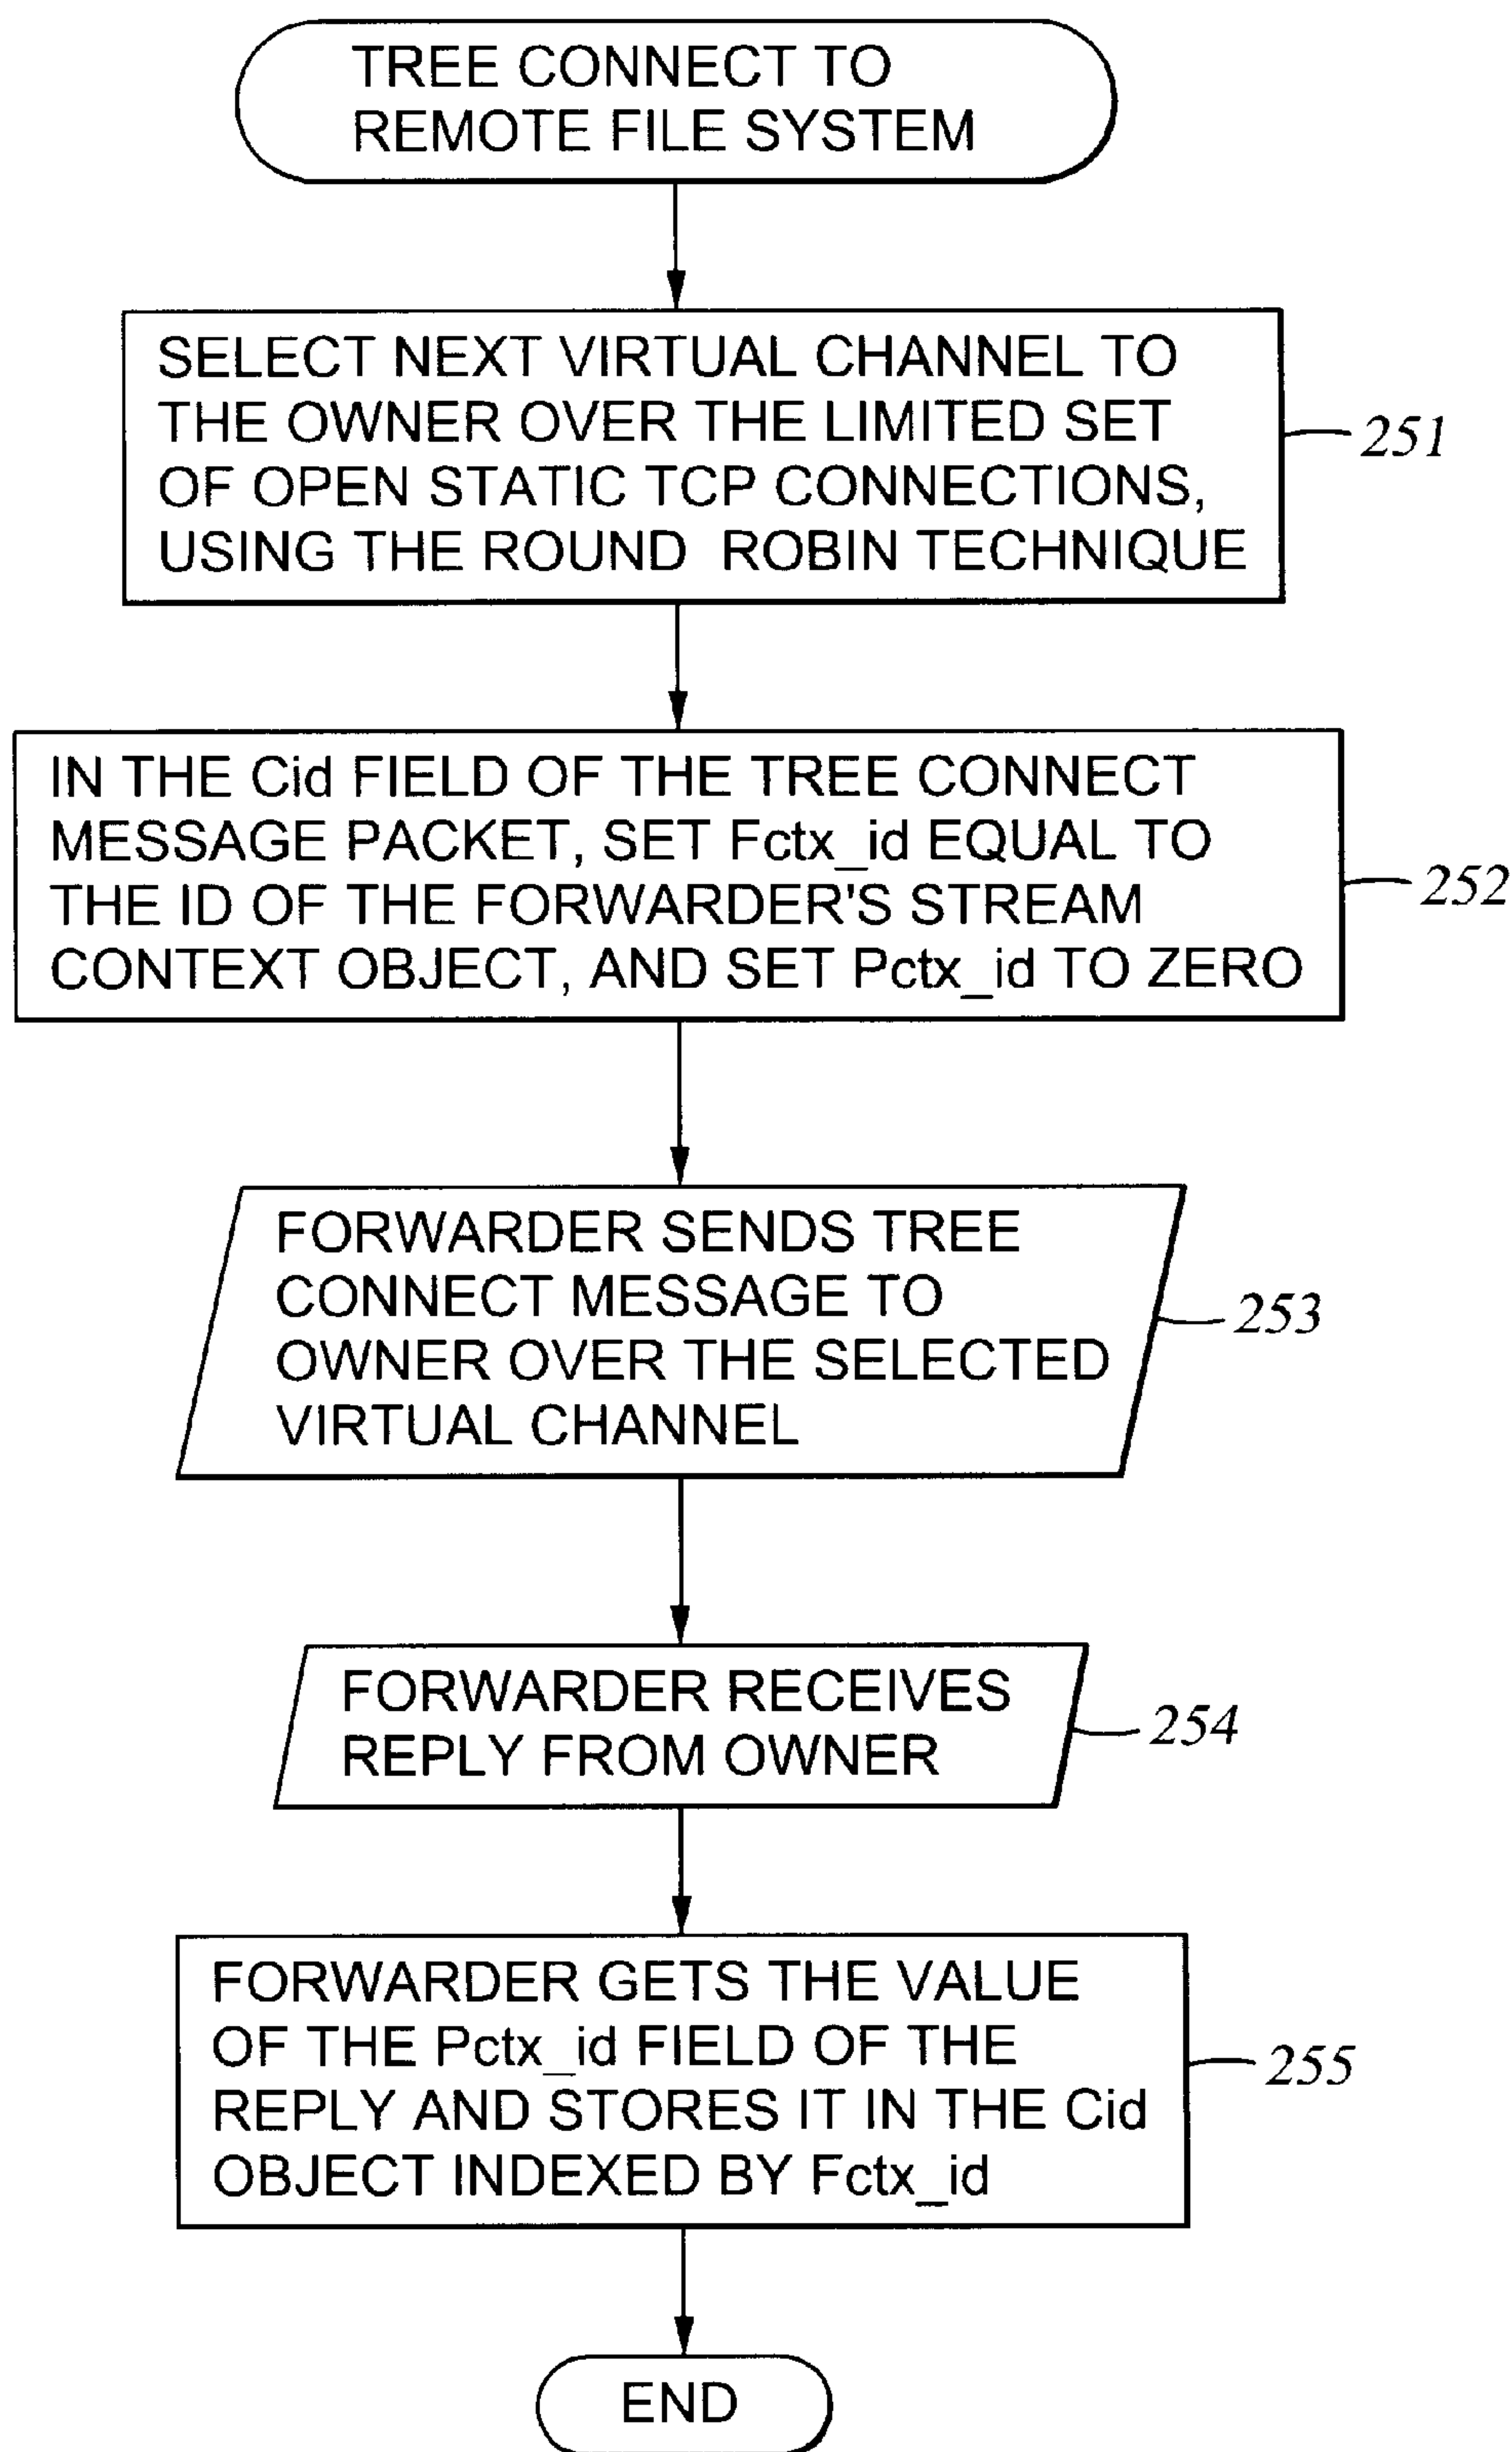 TREE CONNECT TO
REMOTE FILE SYSTEM
SELECT NEXT VIRTUAL CHANNEL TO
THE OWNER OVER THE LIMITED SET
OF OPEN STATIC TCP CONNECTIONS,
USING THE ROUND ROBIN TECHNIQUE
251
IN THE Cid FIELD OF THE TREE CONNECT
MESSAGE PACKET, SET Fctx_id EQUAL TO
THE ID OF THE FORWARDER'S STREAM
CONTEXT OBJECT, AND SET Pctx_id TO ZERO
252
FORWARDER SENDS TREE
CONNECT MESSAGE TO
OWNER OVER THE SELECTED
VIRTUAL CHANNEL
253
FORWARDER RECEIVES
REPLY FROM OWNER
254
FORWARDER GETS THE VALUE
OF THE Pctx_id FIELD OF THE
REPLY AND STORES IT IN THE Cid
OBJECT INDEXED BY Fctx_id
255
END